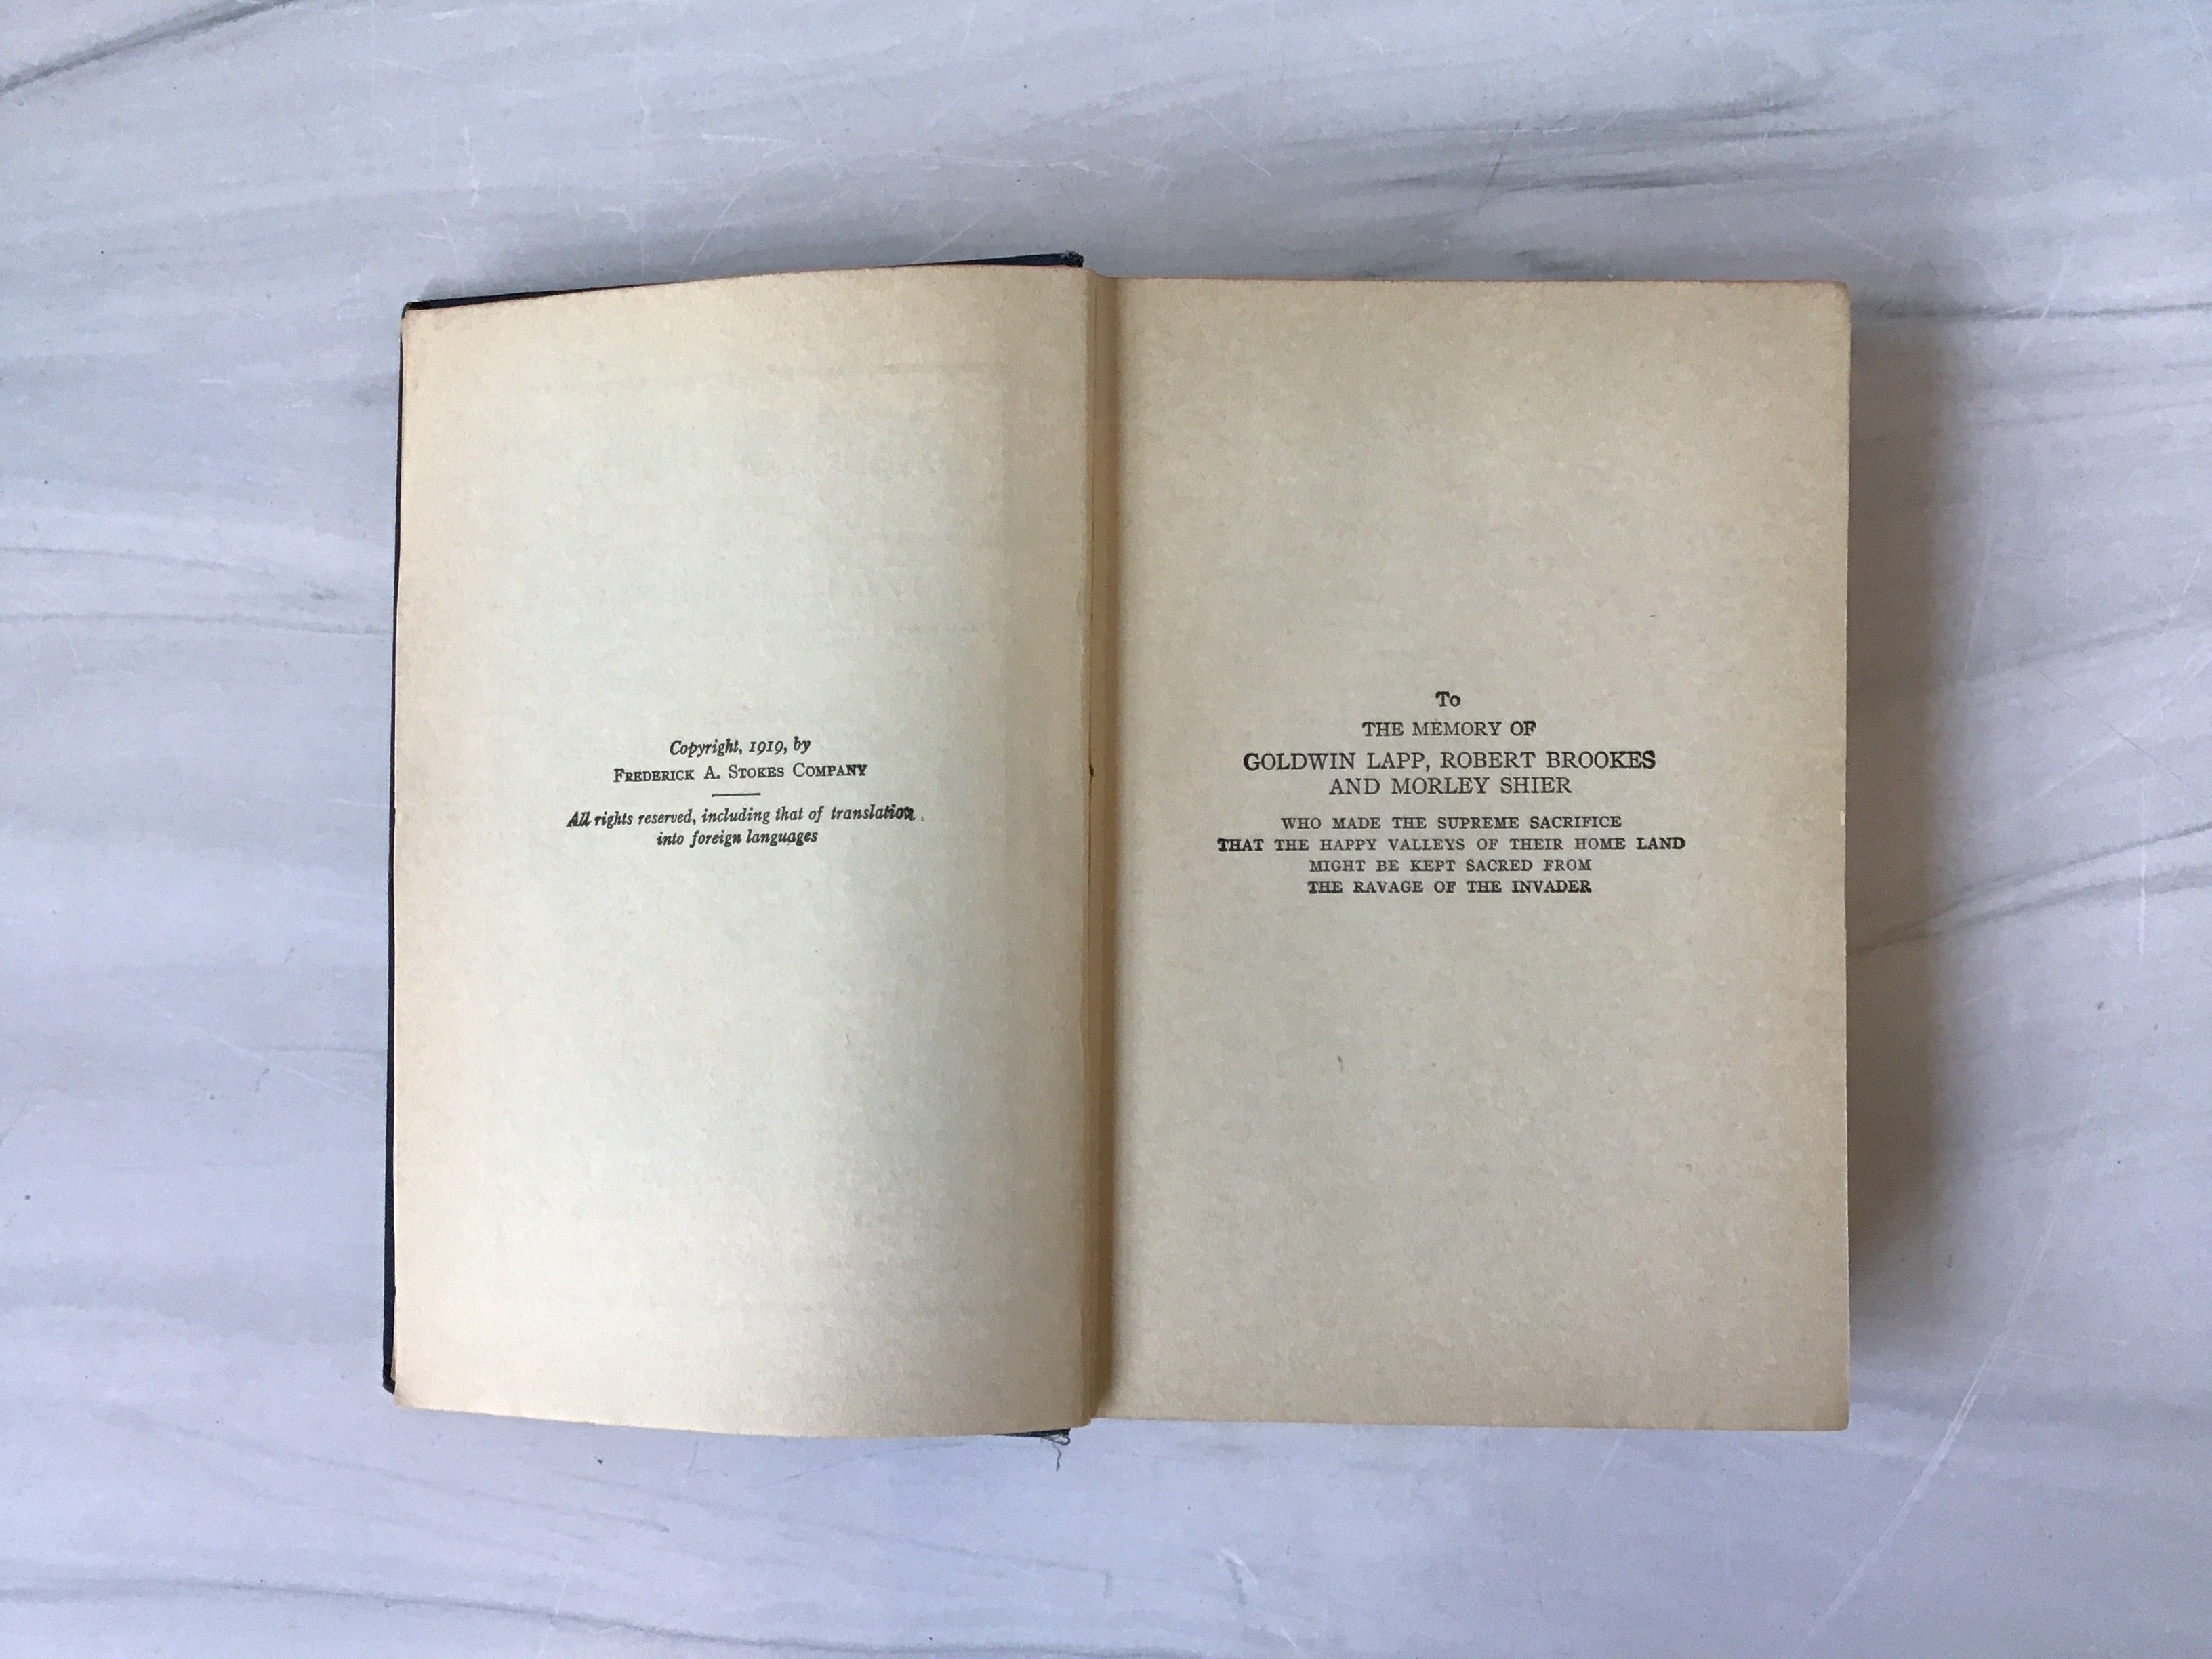 Copyright, 1919, by
FREDERICK A. STOKES COMPANY
All rights reserved, including that of translation
into foreign languages
To
THE MEMORY OF
GOLDWIN LAPP, ROBERT BROOKES
AND MORLEY SHIER
WHO MADE THE SUPREME SACRIFICE
THAT THE HAPPY VALLEYS OF THEIR HOME LAND
MIGHT BE KEPT SACRED FROM
THE RAVAGE OF THE INVADER